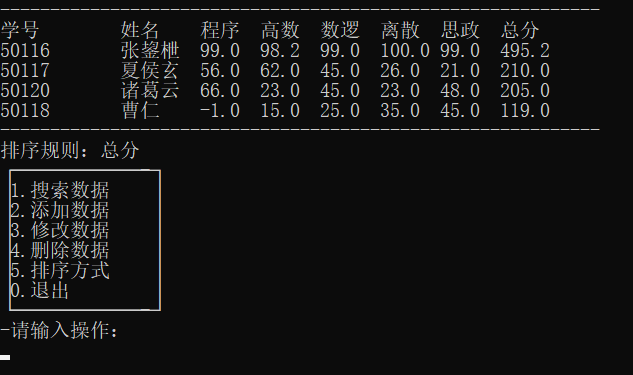 学号 姓名 程序 高数 数逻 离散 思政 总分
50116 张鋆枻 99.0 98.2 99.0 100.0 99.0 495.2
50117 夏侯玄 56.0 62.0 45.0 26.0 21.0 210.0
50120 诸葛云 66.0 23.0 45.0 23.0 48.0 205.0
50118 曹仁 -1.0 15.0 25.0 35.0 45.0 119.0
排序规则: 总分
1.搜索数据
2.添加数据
3.修改数据
4.删除数据
5.排序方式
0.退出
-请输入操作: